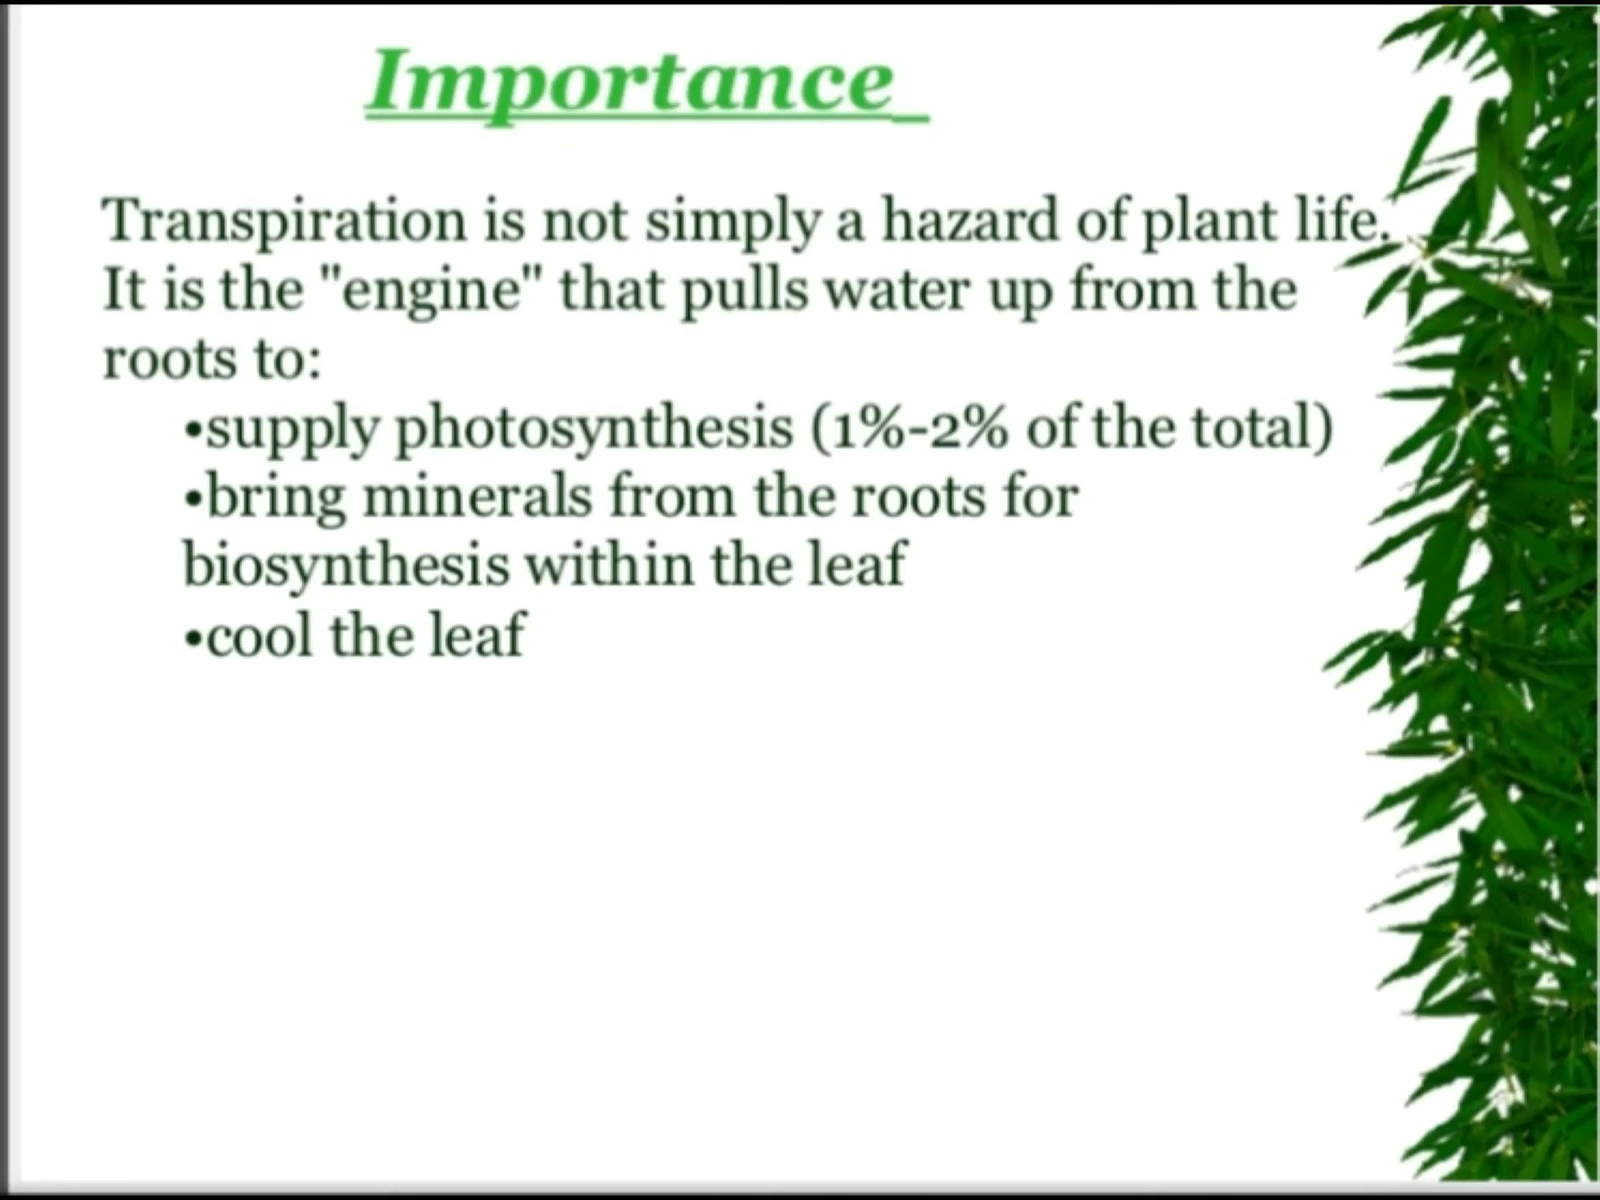 Importance
Transpiration is not simply a hazard of plant life.
It is the "engine" that pulls water up from the
roots to:
•supply photosynthesis (1%-2% of the total)
•bring minerals from the roots for
biosynthesis within the leaf
•cool the leaf